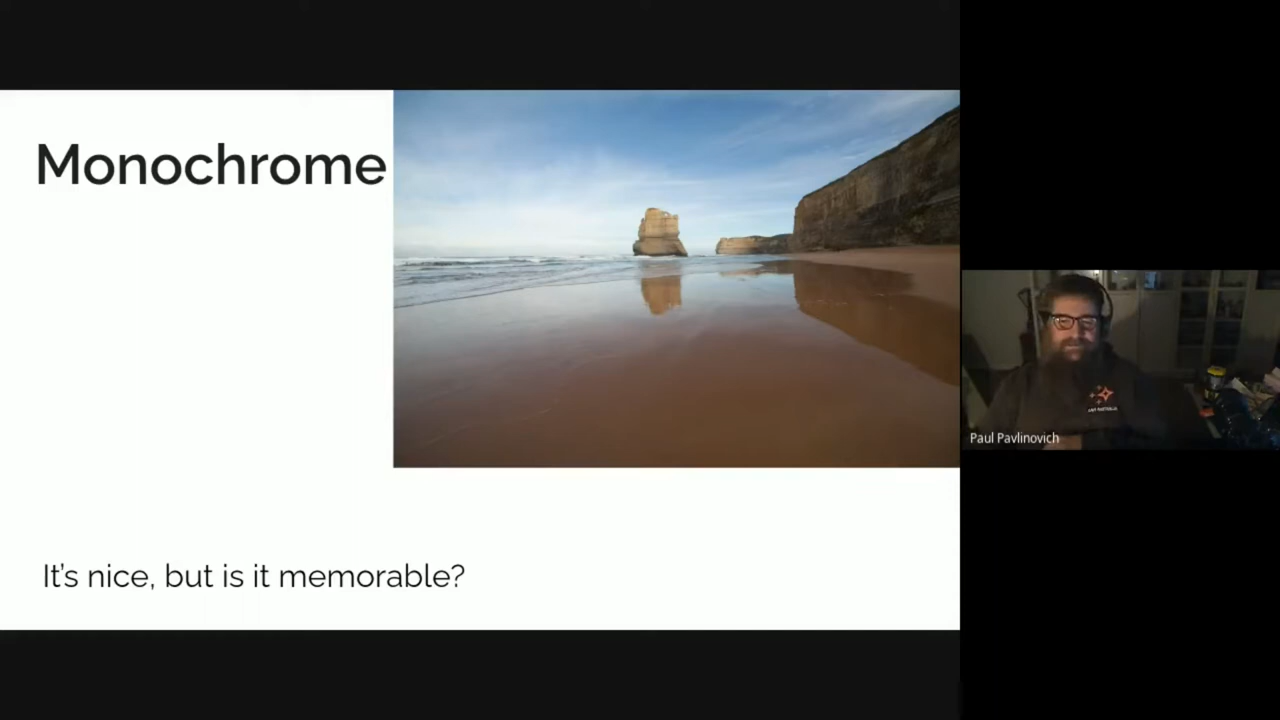 Monochrome
It's nice, but is it memorable?
Paul Pavlinovich